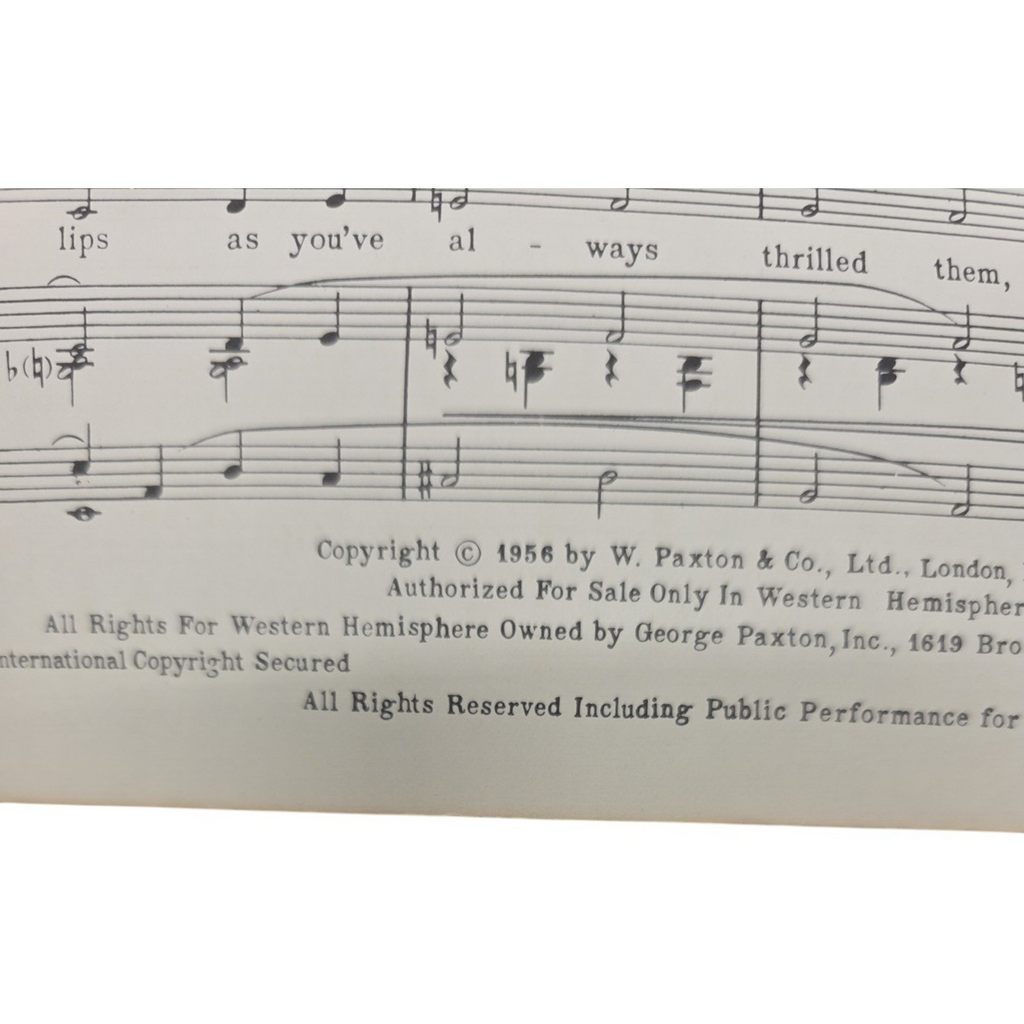 lips as you've al - ways thrilled them,
Copyright © 1956 by W. Paxton & Co., Ltd., London,
Authorized For Sale Only In Western Hemispher
All Rights For Western Hemisphere Owned by George Paxton, Inc., 1619 Bro
nternational Copyright Secured
All Rights Reserved Including Public Performance for